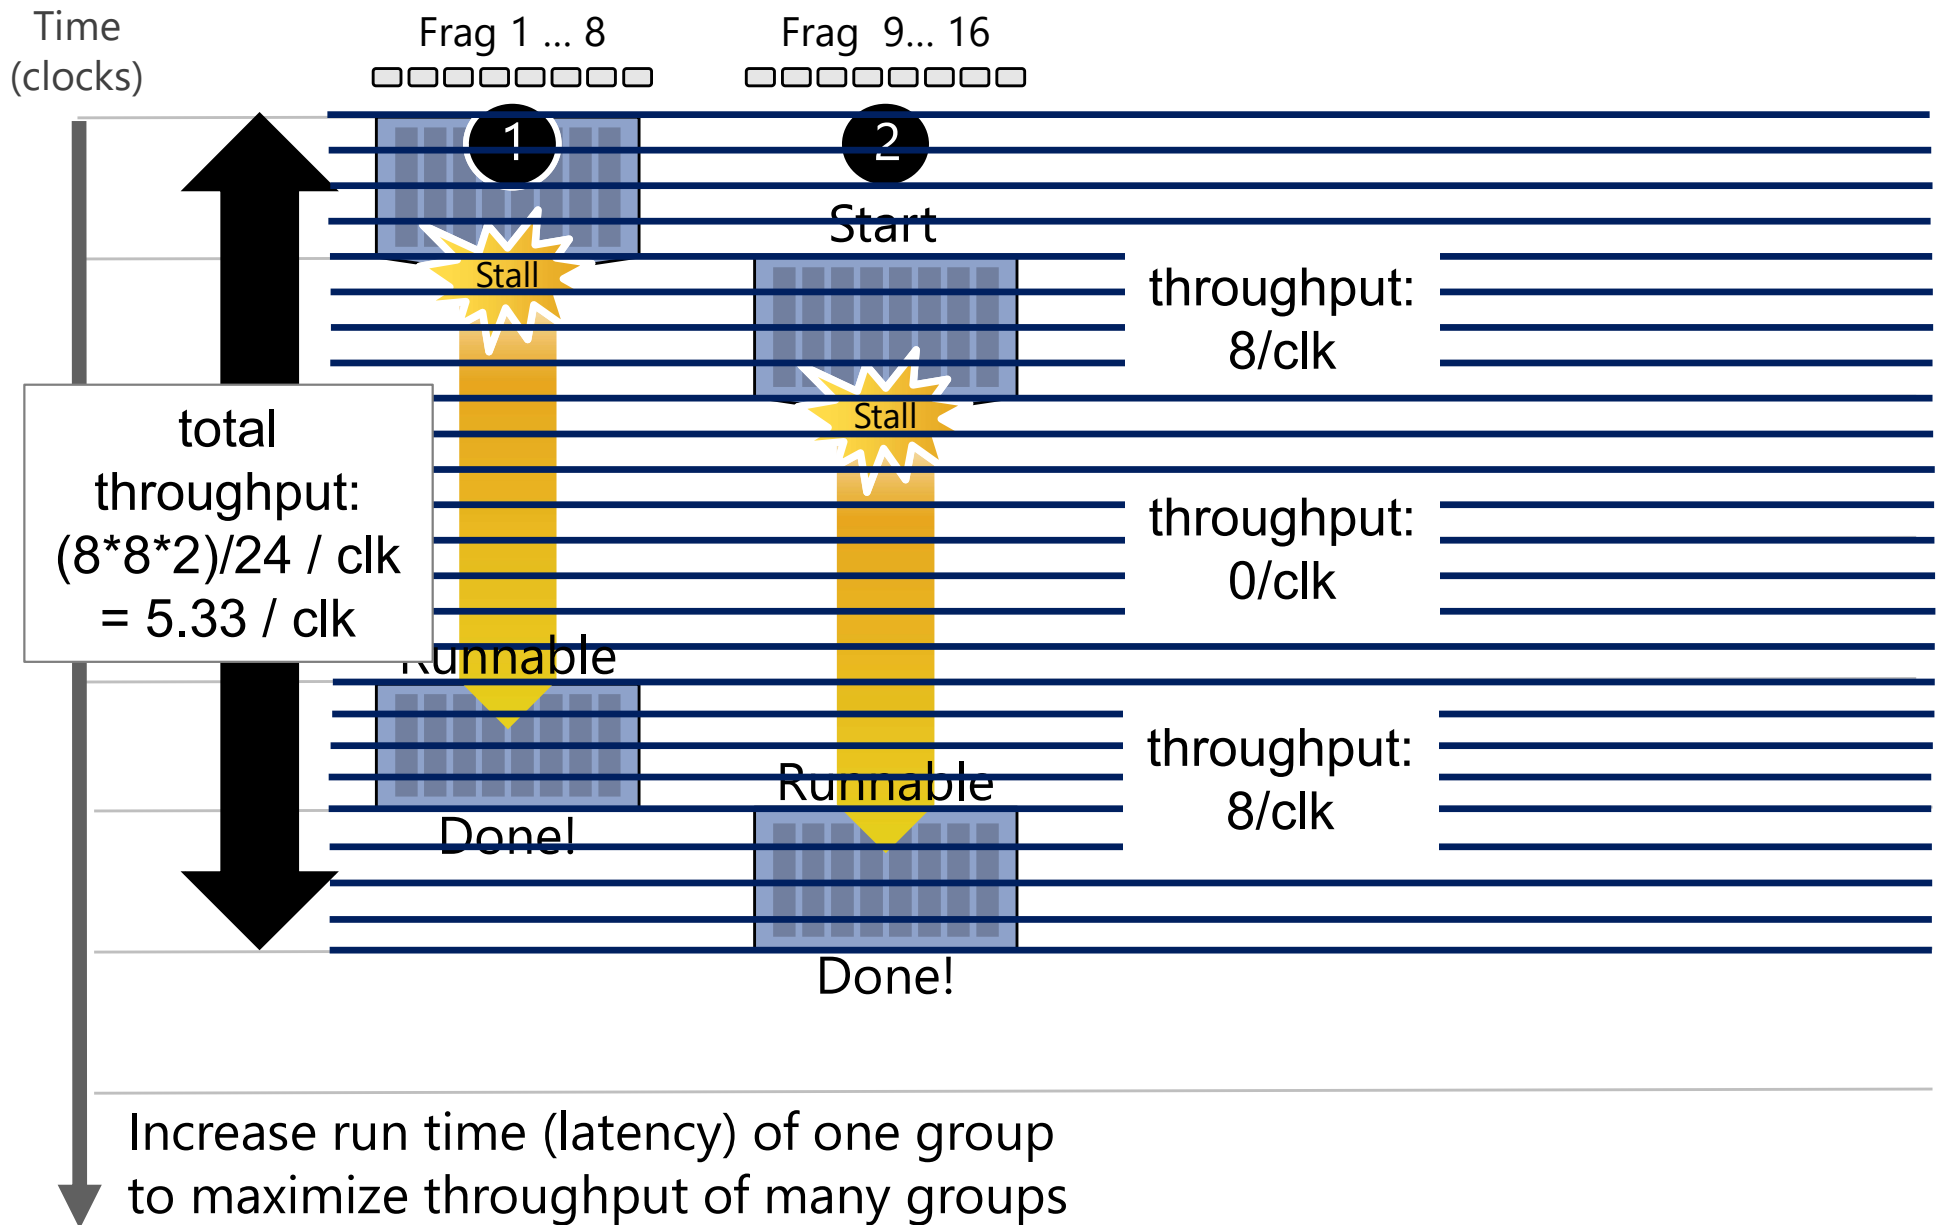 Time
(clocks)
Frag 1 ... 8
Frag 9... 16
1
2
Start
Stall
throughput:
8/clk
Stall
total
throughput:
(8*8*2)/24 / clk
= 5.33 / clk
throughput:
0/clk
Runnable
throughput:
8/clk
Runnable
Done!
Done!
Increase run time (latency) of one group
to maximize throughput of many groups